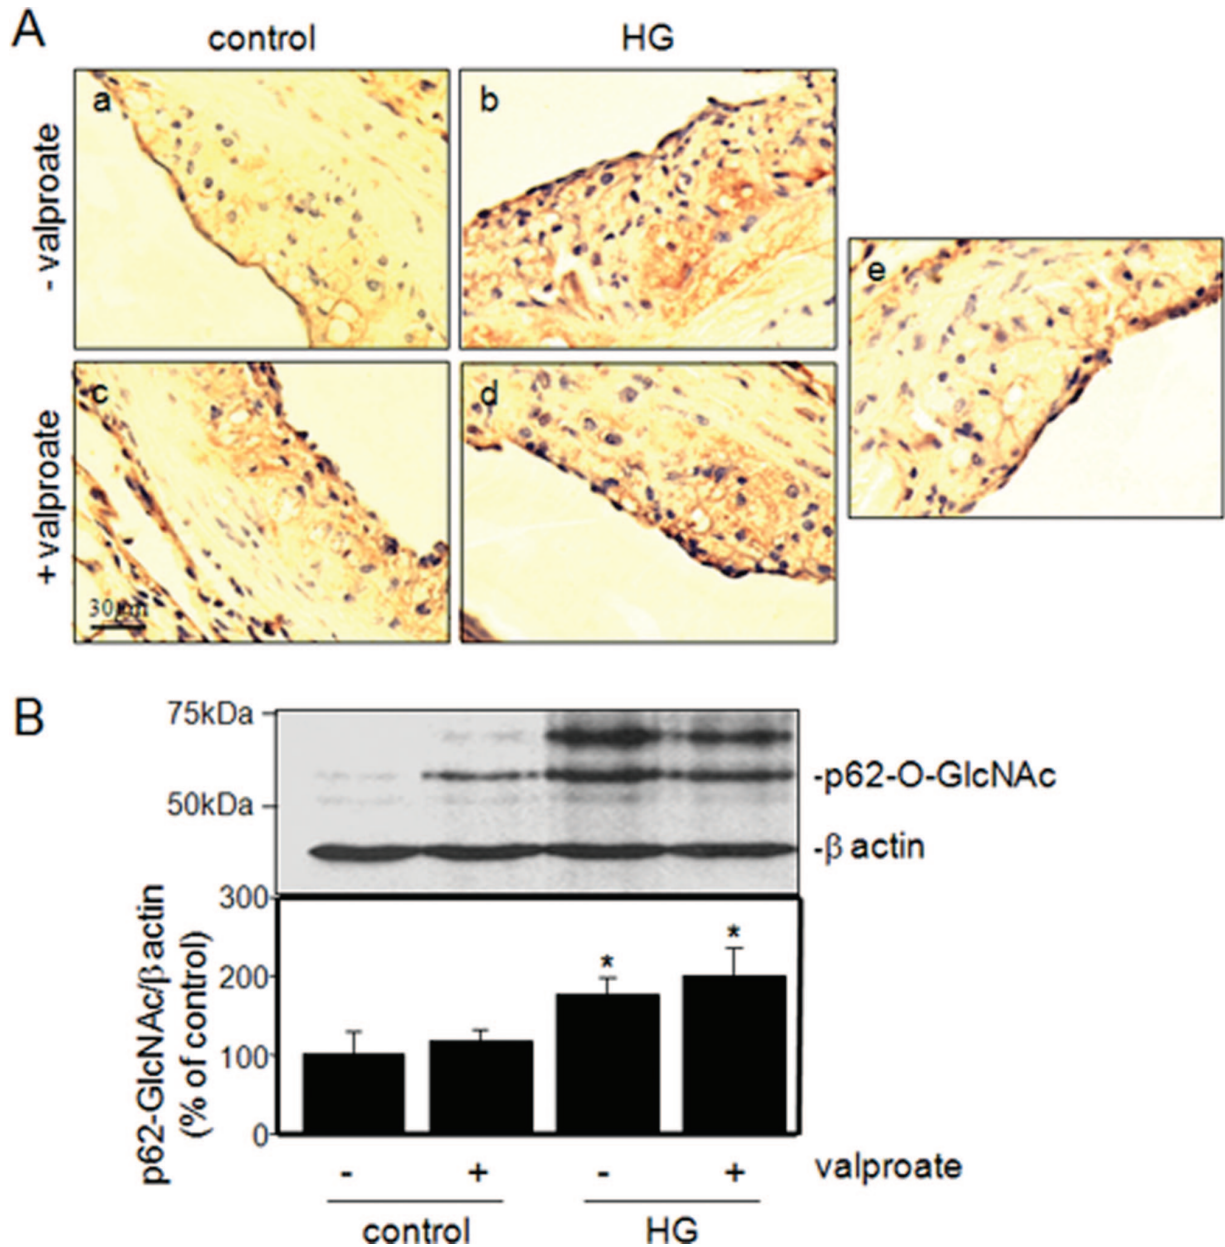 A
control
HG
- valproate
+ valproate
a
b
c
d
e
30μm
B
75kDa
50kDa
-p62-O-GlcNAc
-β actin
p62-GlcNAc/β actin
(% of control)
300
200
100
0
*
*
- + - +
valproate
control
HG